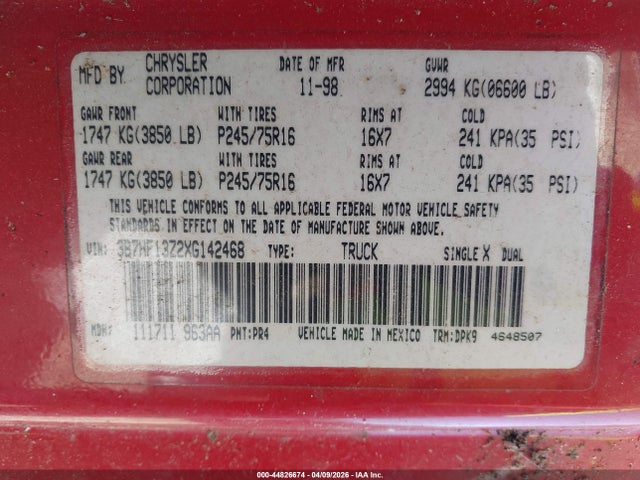 MFD BY CHRYSLER CORPORATION DATE OF MFR 11-98 GVWR 2994 KG(06600 LB)
GAWR FRONT WITH TIRES RIMS AT COLD
1747 KG(3850 LB) P245/75R16 16X7 241 KPA(35 PSI)
GAWR REAR WITH TIRES RIMS AT COLD
1747 KG(3850 LB) P245/75R16 16X7 241 KPA(35 PSI)
THIS VEHICLE CONFORMS TO ALL APPLICABLE FEDERAL MOTOR VEHICLE SAFETY
STANDARDS IN EFFECT ON THE DATE OF MANUFACTURE SHOWN ABOVE.
VIN: 3B7HF13Z2XG142468 TYPE: TRUCK SINGLE X DUAL
MDH: 111711 963AA PNT:PR4 VEHICLE MADE IN MEXICO TRM:DPK9 4648507
000-44826674 | 04/09/2026 - IAA Inc.